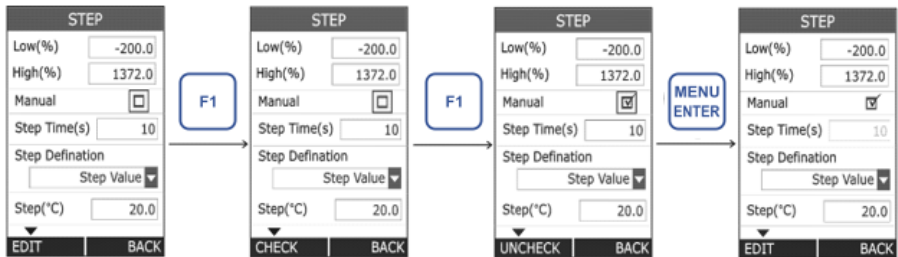 STEP
Low(%) -200.0
High(%) 1372.0
Manual
Step Time(s) 10
Step Defination
Step Value
Step(°C) 20.0
EDIT BACK
F1
STEP
Low(%) -200.0
High(%) 1372.0
Manual
Step Time(s) 10
Step Defination
Step Value
Step(°C) 20.0
CHECK BACK
F1
STEP
Low(%) -200.0
High(%) 1372.0
Manual
Step Time(s) 10
Step Defination
Step Value
Step(°C) 20.0
UNCHECK BACK
MENU
ENTER
STEP
Low(%) -200.0
High(%) 1372.0
Manual
Step Time(s) 10
Step Defination
Step Value
Step(°C) 20.0
EDIT BACK